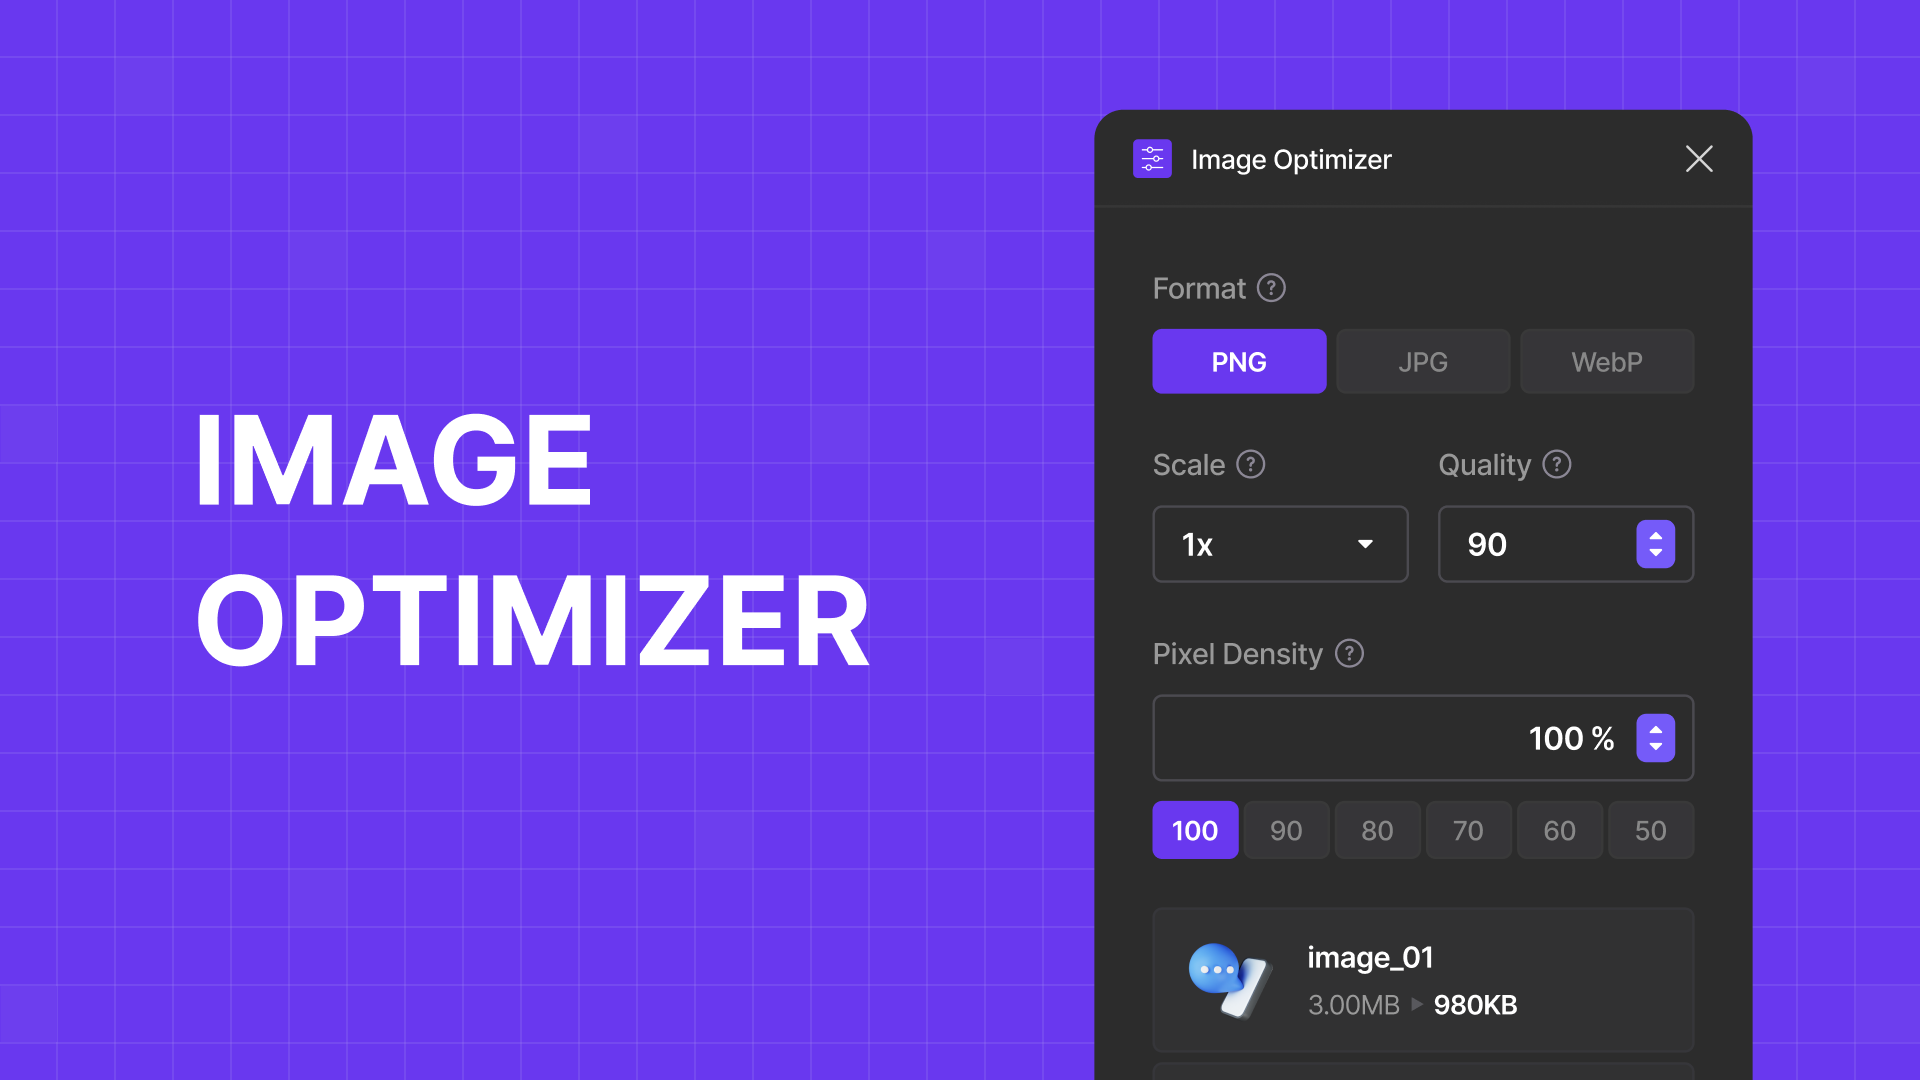 IMAGE
OPTIMIZER
Image Optimizer
Format ?
PNG JPG WebP
Scale ? Quality ?
1x 90
Pixel Density ?
100 %
100 90 80 70 60 50
image_01
3.00MB 980KB